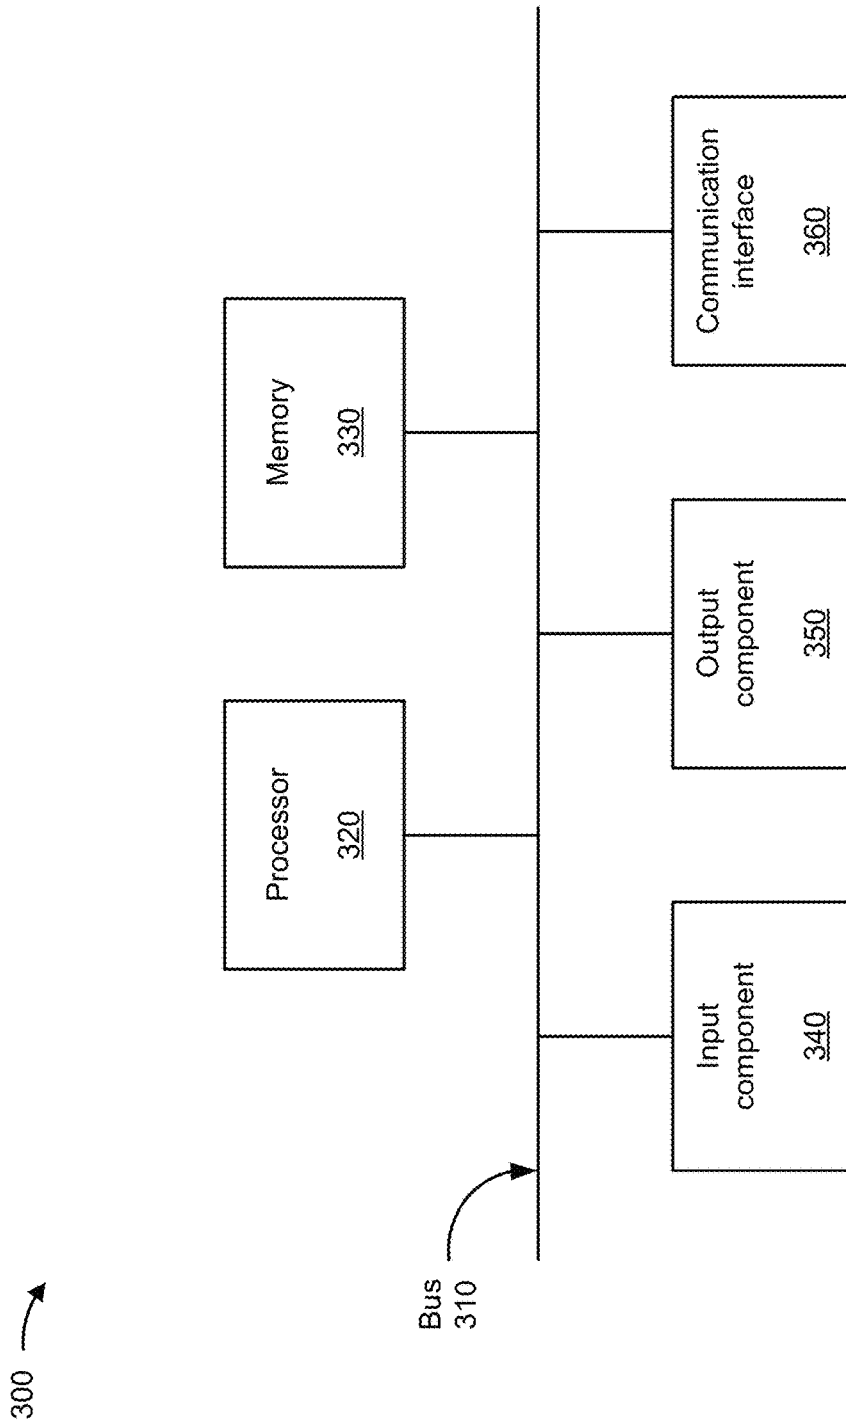 300
Processor
320
Memory
330
Bus
310
Input
component
340
Output
component
350
Communication
interface
360